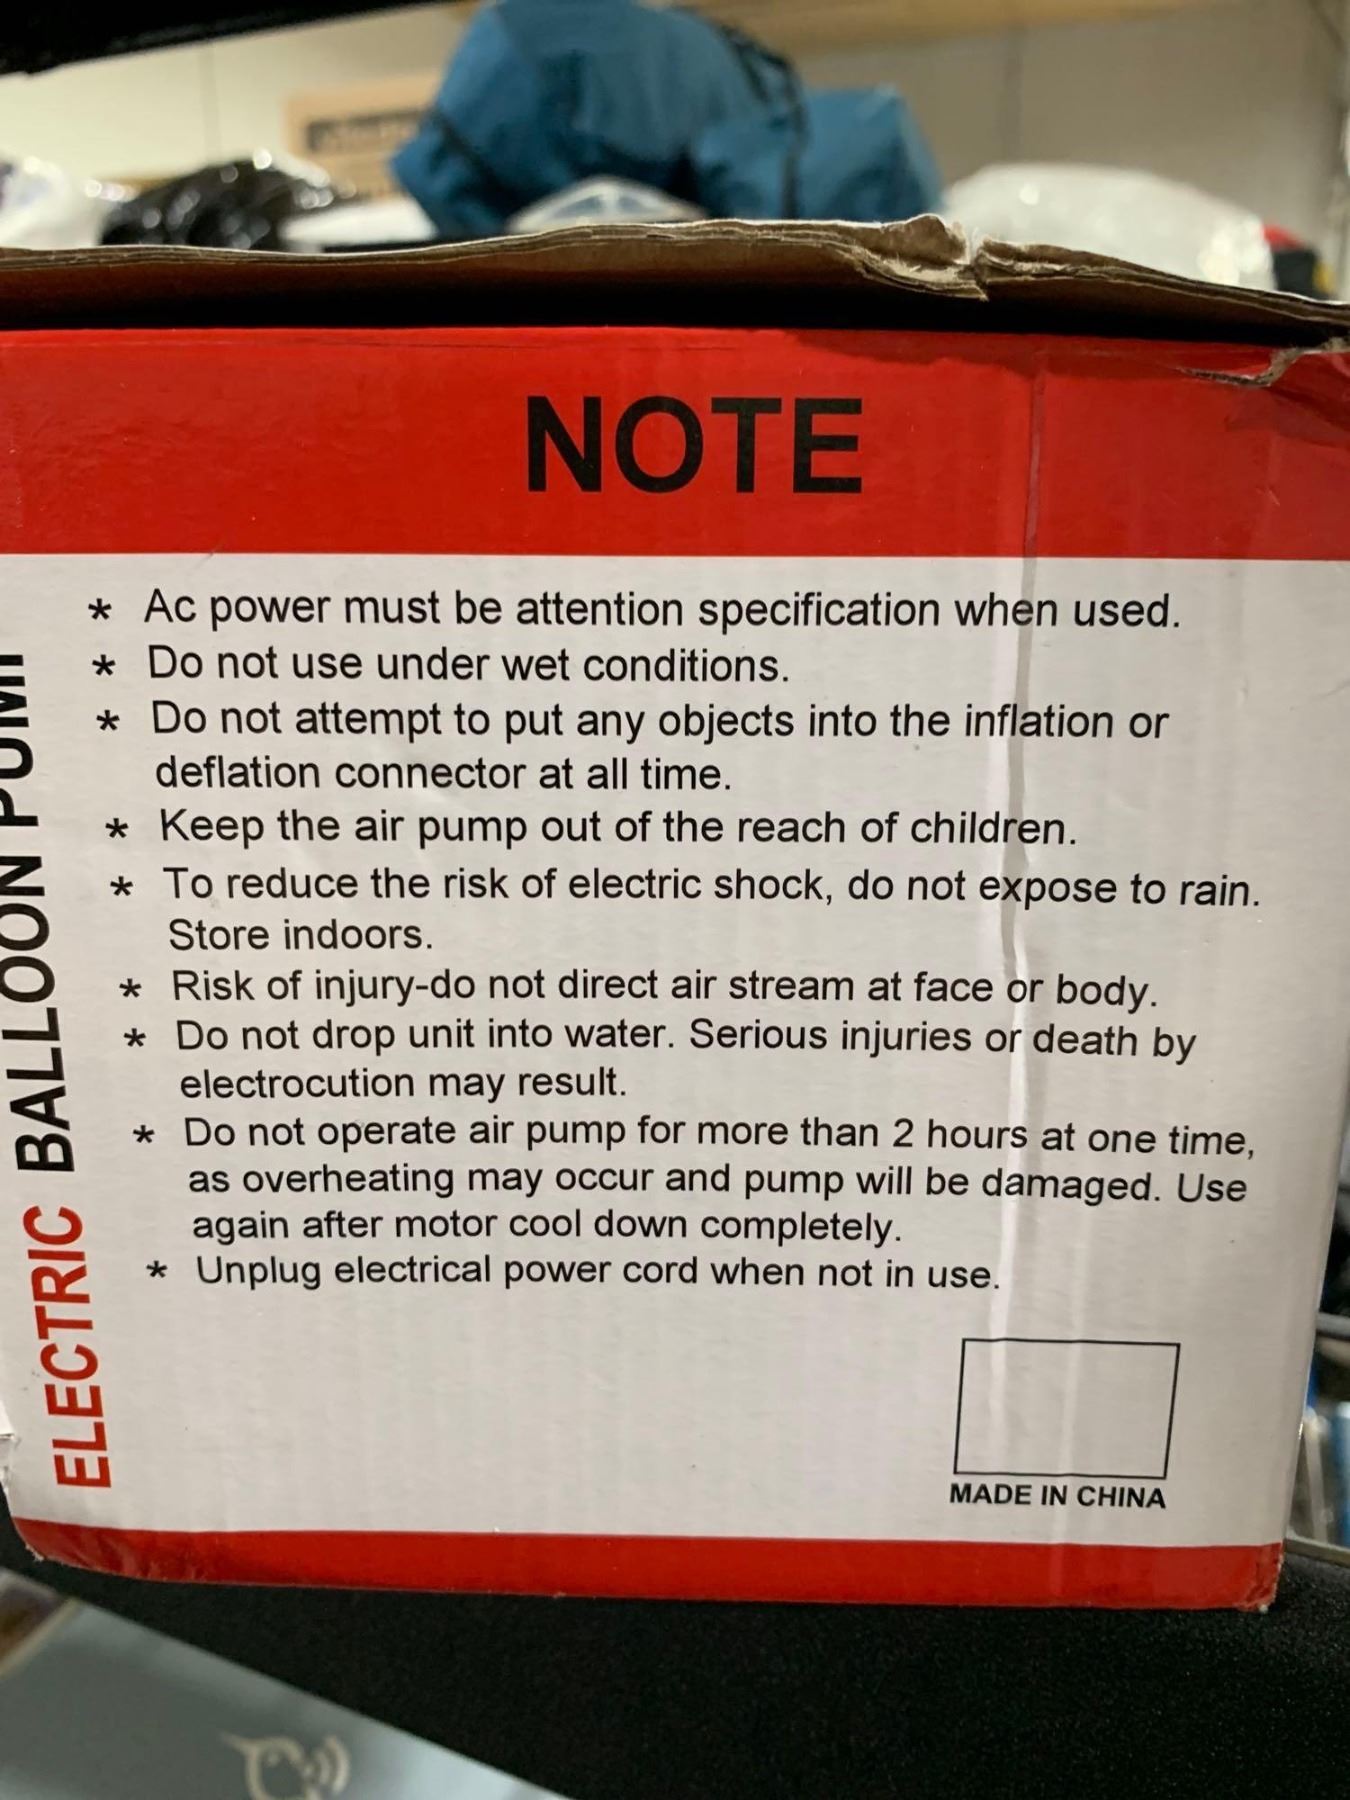 NOTE
* Ac power must be attention specification when used.
* Do not use under wet conditions.
* Do not attempt to put any objects into the inflation or
deflation connector at all time.
* Keep the air pump out of the reach of children.
* To reduce the risk of electric shock, do not expose to rain.
Store indoors.
* Risk of injury-do not direct air stream at face or body.
* Do not drop unit into water. Serious injuries or death by
electrocution may result.
* Do not operate air pump for more than 2 hours at one time,
as overheating may occur and pump will be damaged. Use
again after motor cool down completely.
* Unplug electrical power cord when not in use.
MADE IN CHINA
ELECTRIC BALLOON PUMP